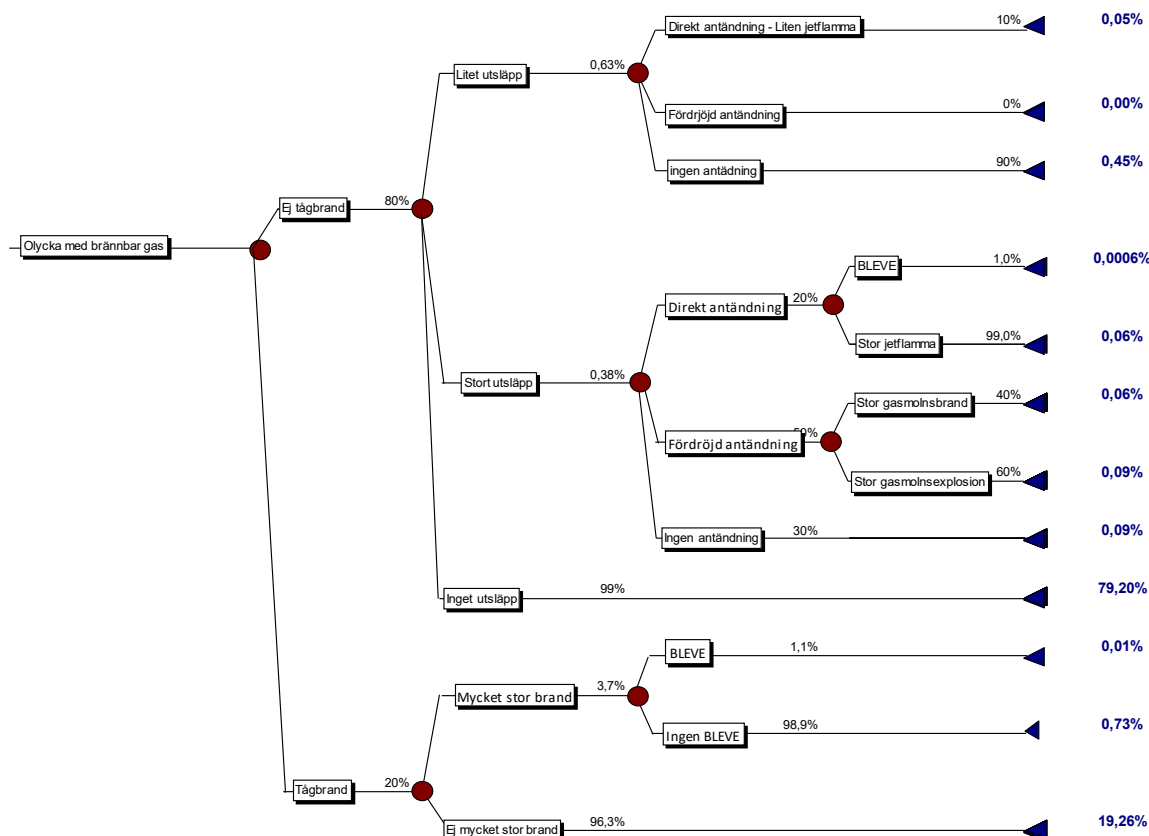 Direkt antändning - Liten jetflamma 10% 0,05%
Litet utsläpp 0,63%
Fördrjöjd antändning 0% 0,00%
ingen antädning 90% 0,45%
Ej tågbrand 80%
Olycka med brännbar gas
BLEVE 1,0% 0,0006%
Direkt antändning 20%
Stor jetflamma 99,0% 0,06%
Stort utsläpp 0,38%
Stor gasmolnsbrand 40% 0,06%
Fördröjd antändning 50%
Stor gasmolnsexplosion 60% 0,09%
Ingen antändning 30% 0,09%
Inget utsläpp 99% 79,20%
BLEVE 1,1% 0,01%
Mycket stor brand 3,7%
Ingen BLEVE 98,9% 0,73%
Tågbrand 20%
Ej mycket stor brand 96,3% 19,26%